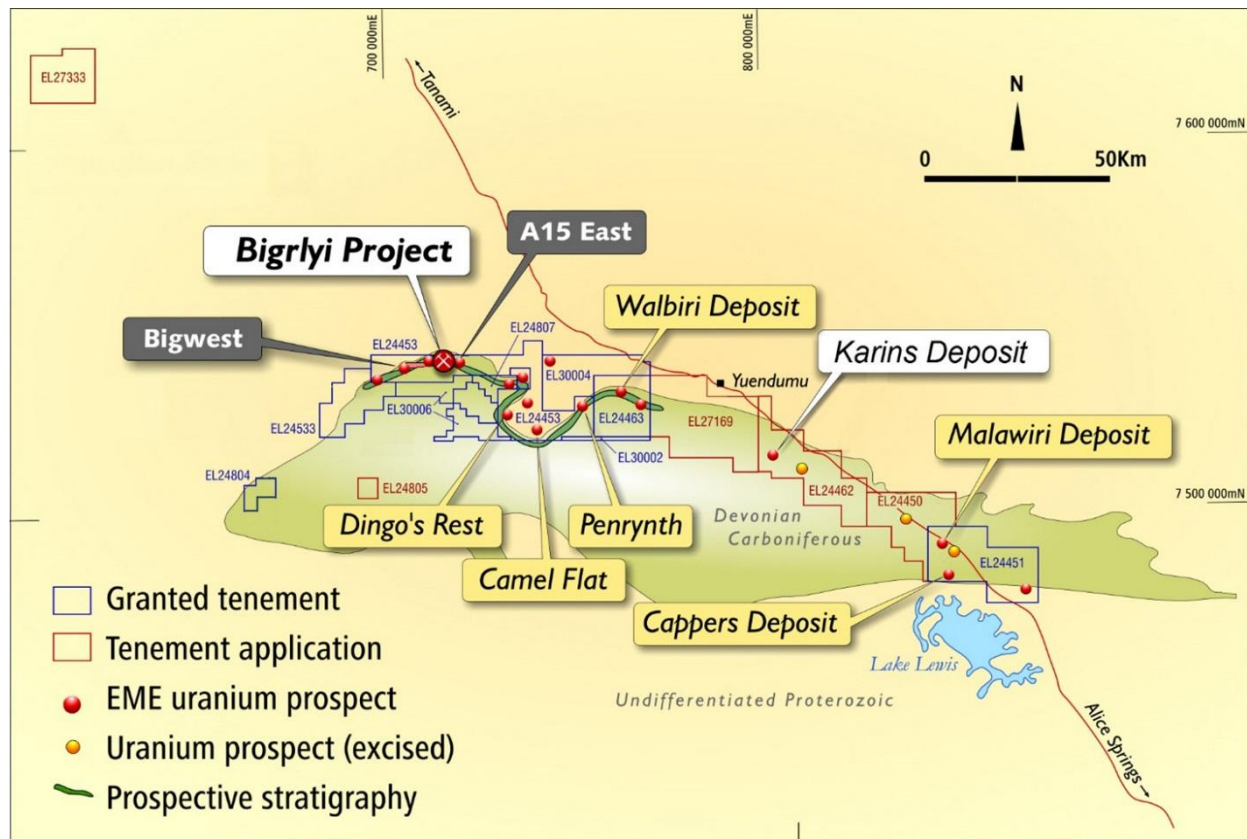 700 000mE
800 000mE
EL27333
←Tanami
N
7 600 000mN
0 50Km
A15 East
Bigrlyi Project
Walbiri Deposit
Bigwest
EL24453
EL24807
EL30004
Karins Deposit
Yuendumu
EL30006
EL24453
EL24463
EL27169
Malawiri Deposit
EL24533
EL30002
EL24804
EL24805
EL24462
EL24450
7 500 000mN
Dingo's Rest
Penrynth
Devonian
Carboniferous
EL24451
Camel Flat
Granted tenement
Cappers Deposit
Tenement application
Lake Lewis
EME uranium prospect
Undifferentiated Proterozoic
Uranium prospect (excised)
Alice Springs→
Prospective stratigraphy